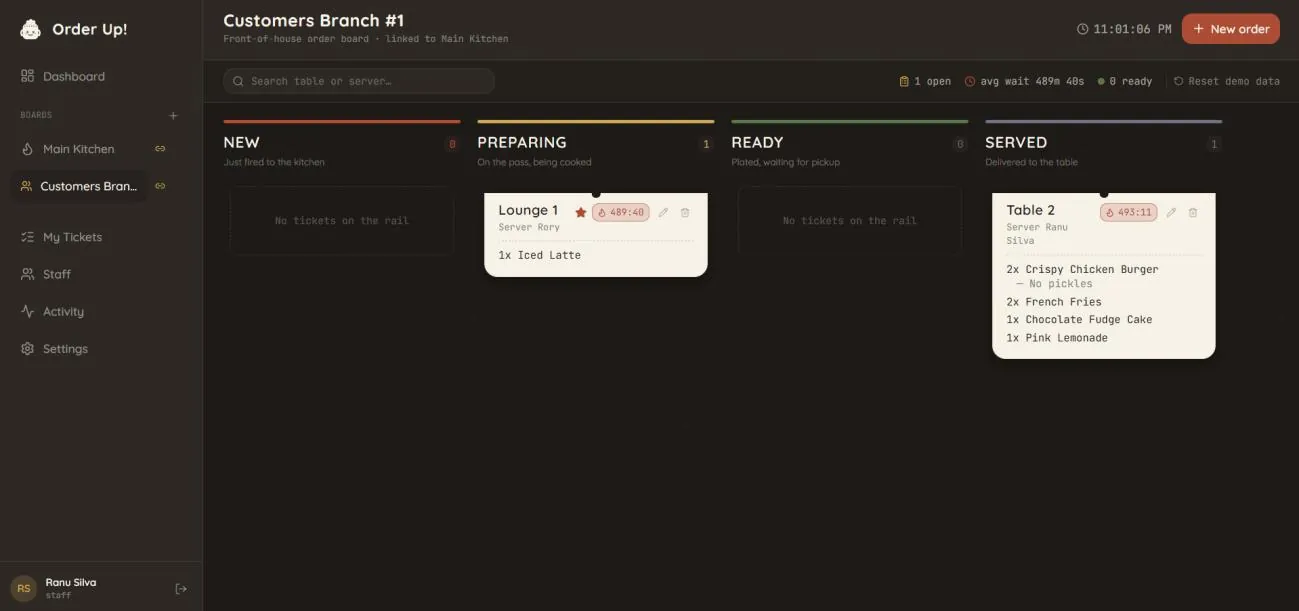 Order Up!
Dashboard
BOARDS
Main Kitchen
Customers Bran...
My Tickets
Staff
Activity
Settings
RS
Ranu Silva
staff
Customers Branch #1
Front-of-house order board · linked to Main Kitchen
11:01:06 PM
+ New order
Search table or server…
1 open
avg wait 489m 40s
0 ready
Reset demo data
NEW
0
Just fired to the kitchen
No tickets on the rail
PREPARING
1
On the pass, being cooked
Lounge 1
489:40
Server Rory
1x Iced Latte
READY
0
Plated, waiting for pickup
No tickets on the rail
SERVED
1
Delivered to the table
Table 2
493:11
Server Ranu
Silva
2x Crispy Chicken Burger
— No pickles
2x French Fries
1x Chocolate Fudge Cake
1x Pink Lemonade